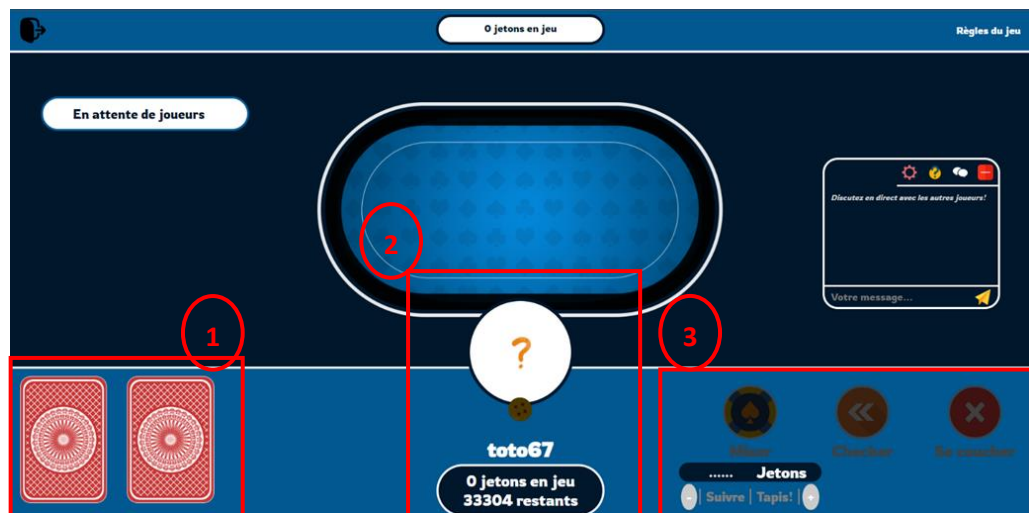 0 jetons en jeu
Règles du jeu
En attente de joueurs
Discutez en direct avec les autres joueurs!
Votre message...
2
1
3
?
toto67
0 jetons en jeu
33304 restants
Miser
Checker
Se coucher
...... Jetons
- Suivre | Tapis! | +